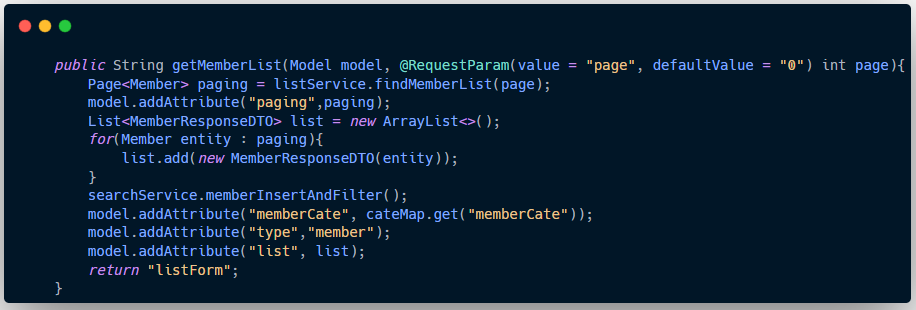 public String getMemberList(Model model, @RequestParam(value = "page", defaultValue = "0") int page){
Page<Member> paging = listService.findMemberList(page);
model.addAttribute("paging",paging);
List<MemberResponseDTO> list = new ArrayList<>();
for(Member entity : paging){
list.add(new MemberResponseDTO(entity));
}
searchService.memberInsertAndFilter();
model.addAttribute("memberCate", cateMap.get("memberCate"));
model.addAttribute("type","member");
model.addAttribute("list", list);
return "listForm";
}